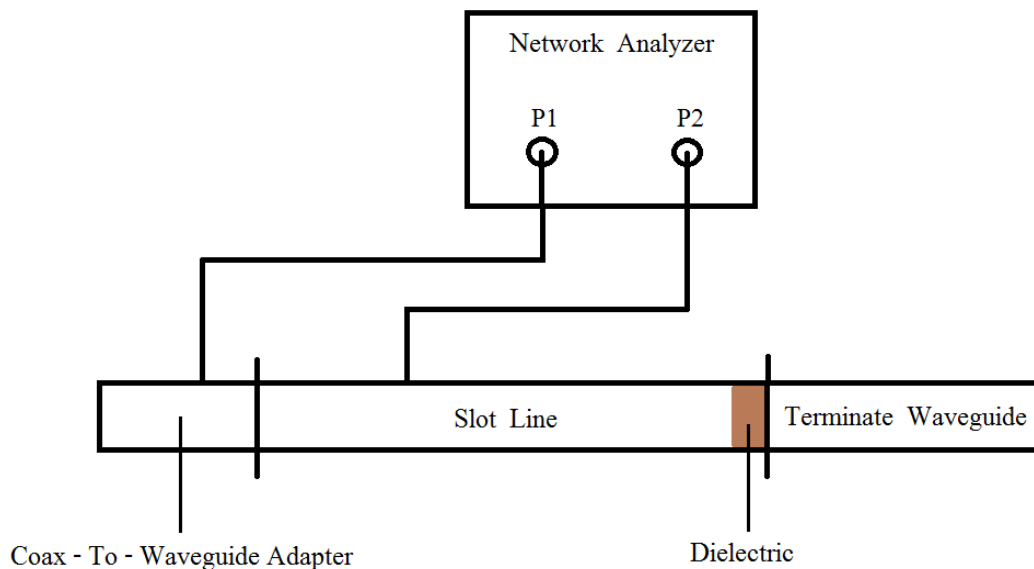 Network Analyzer
P1
P2
Slot Line
Terminate Waveguide
Coax - To - Waveguide Adapter
Dielectric